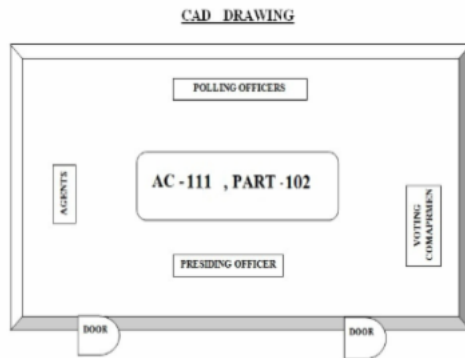 CAD DRAWING
POLLING OFFICERS
AC -111 , PART -102
AGENTS
VOTING
COMAPRMEN
PRESIDING OFFICER
DOOR
DOOR